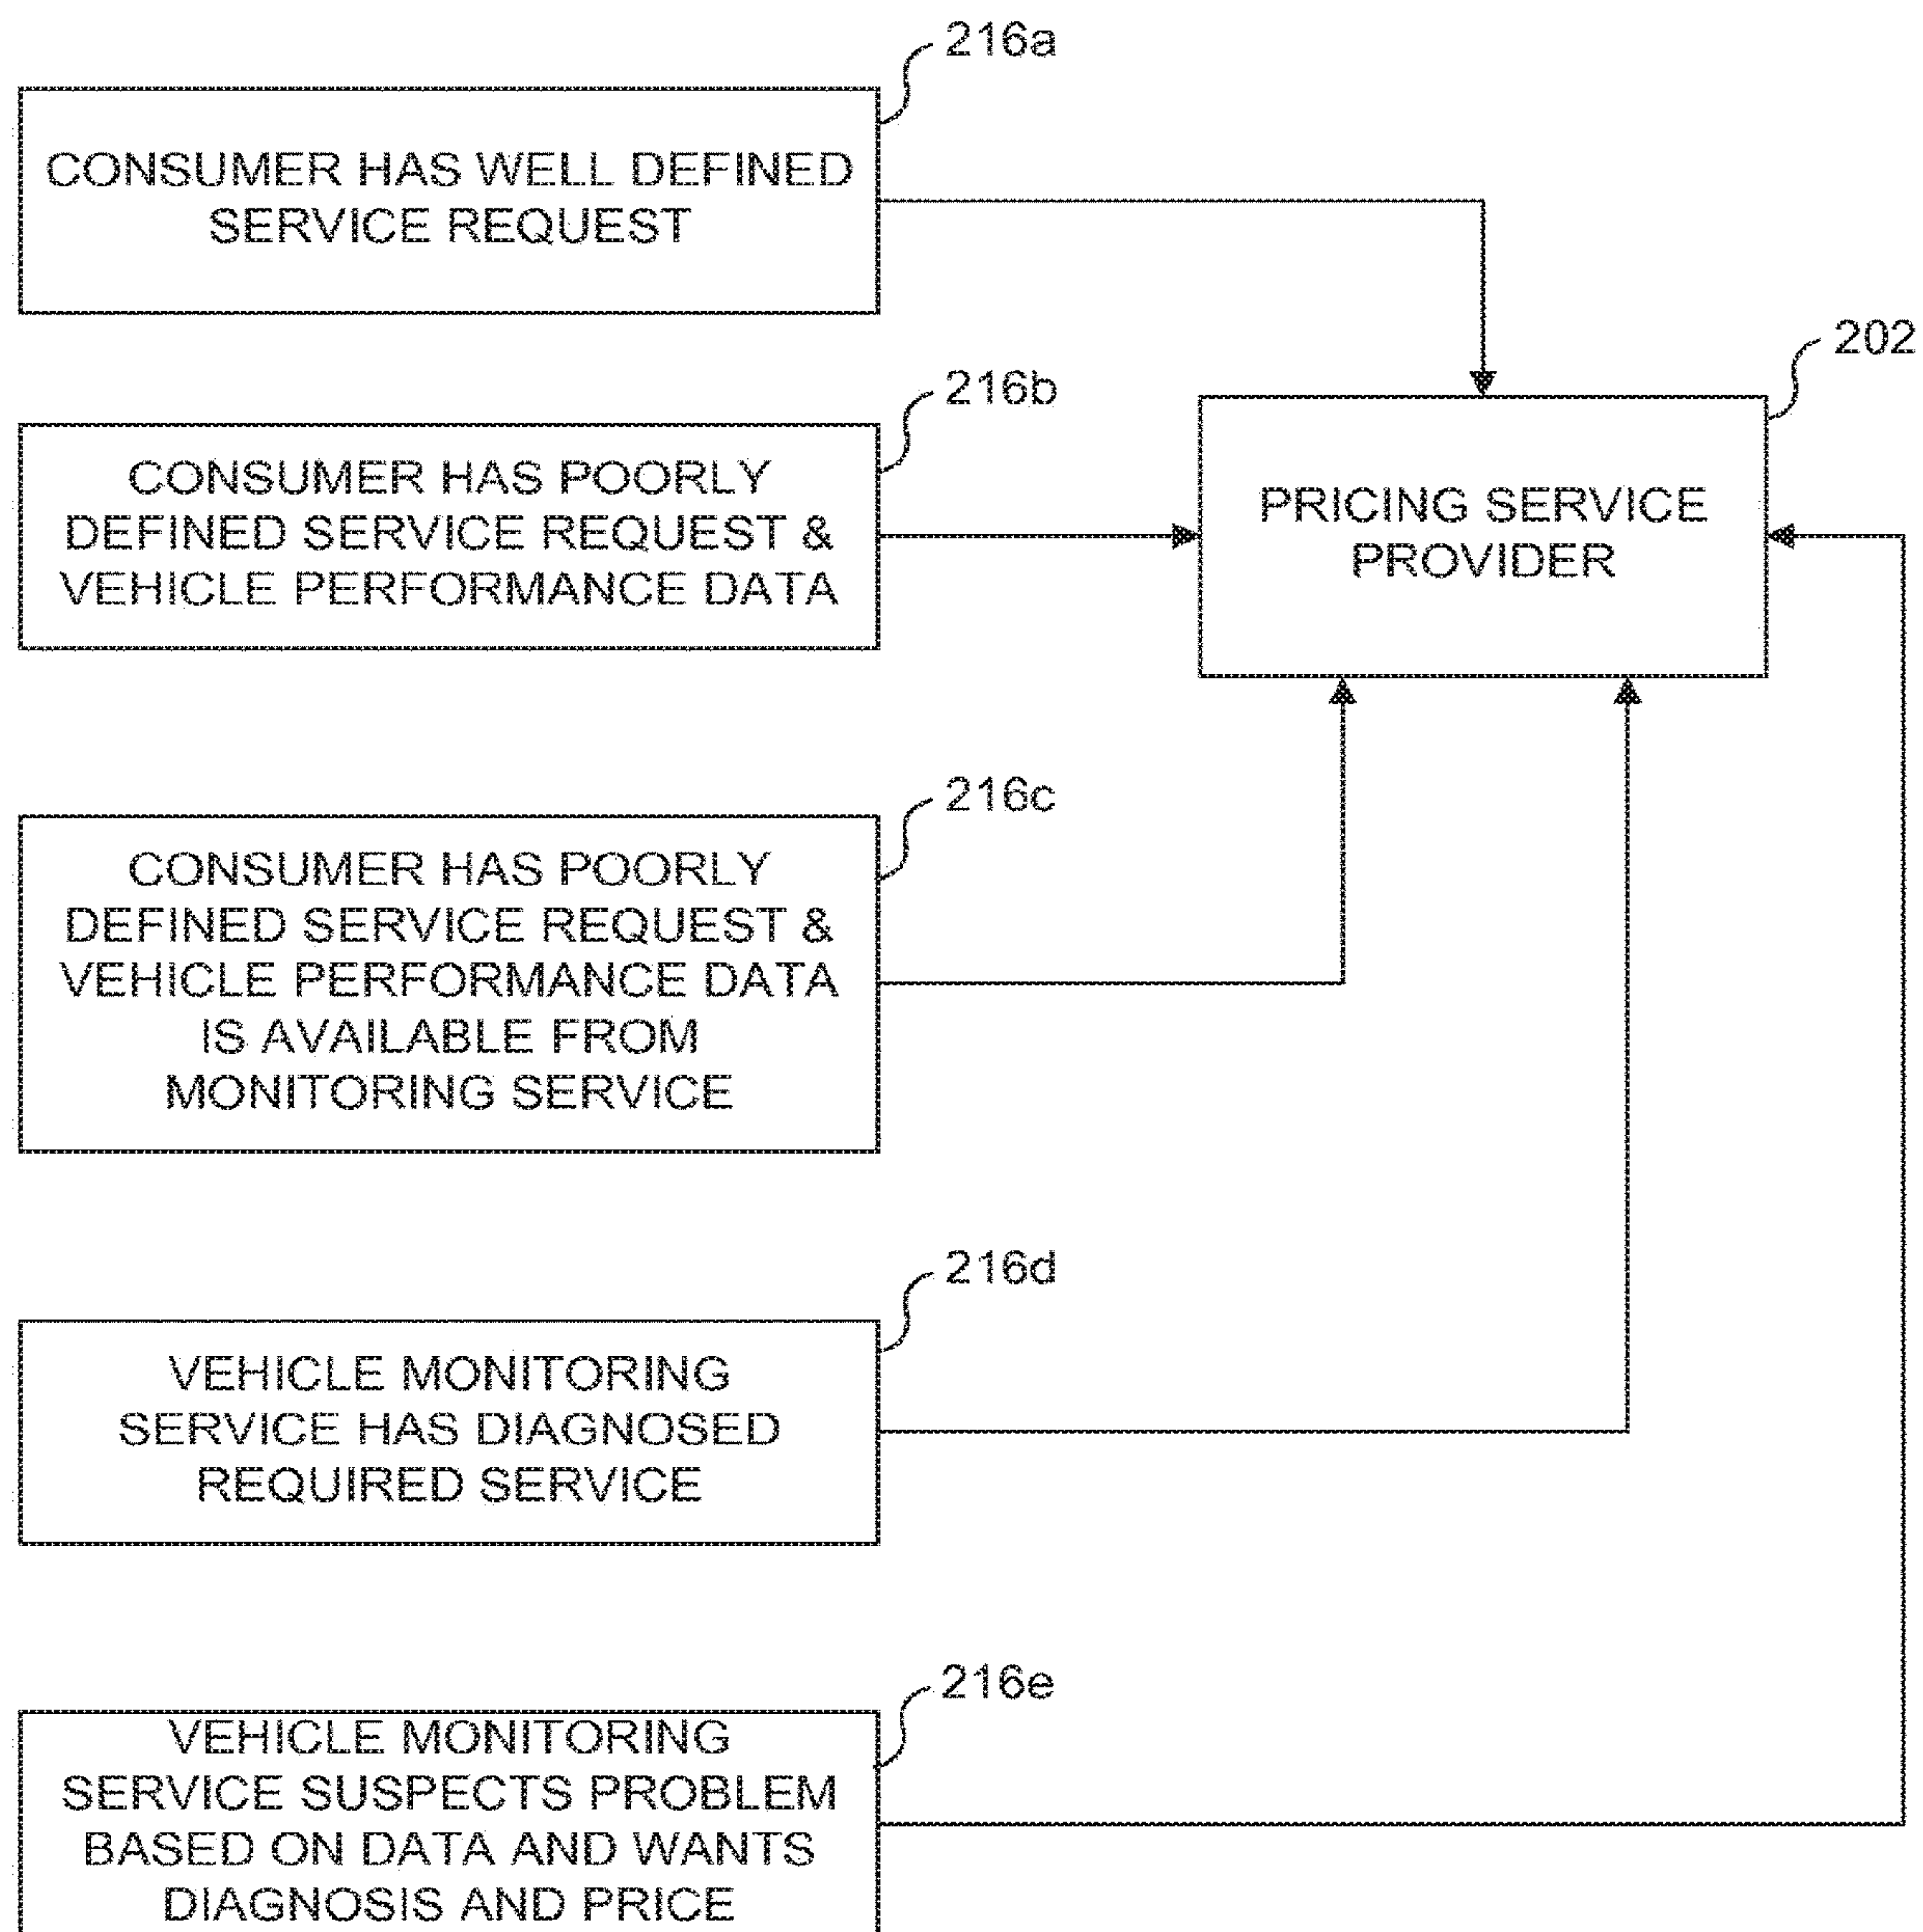 216a
CONSUMER HAS WELL DEFINED
SERVICE REQUEST
202
216b
CONSUMER HAS POORLY
DEFINED SERVICE REQUEST &
VEHICLE PERFORMANCE DATA
PRICING SERVICE
PROVIDER
216c
CONSUMER HAS POORLY
DEFINED SERVICE REQUEST &
VEHICLE PERFORMANCE DATA
IS AVAILABLE FROM
MONITORING SERVICE
216d
VEHICLE MONITORING
SERVICE HAS DIAGNOSED
REQUIRED SERVICE
216e
VEHICLE MONITORING
SERVICE SUSPECTS PROBLEM
BASED ON DATA AND WANTS
DIAGNOSIS AND PRICE